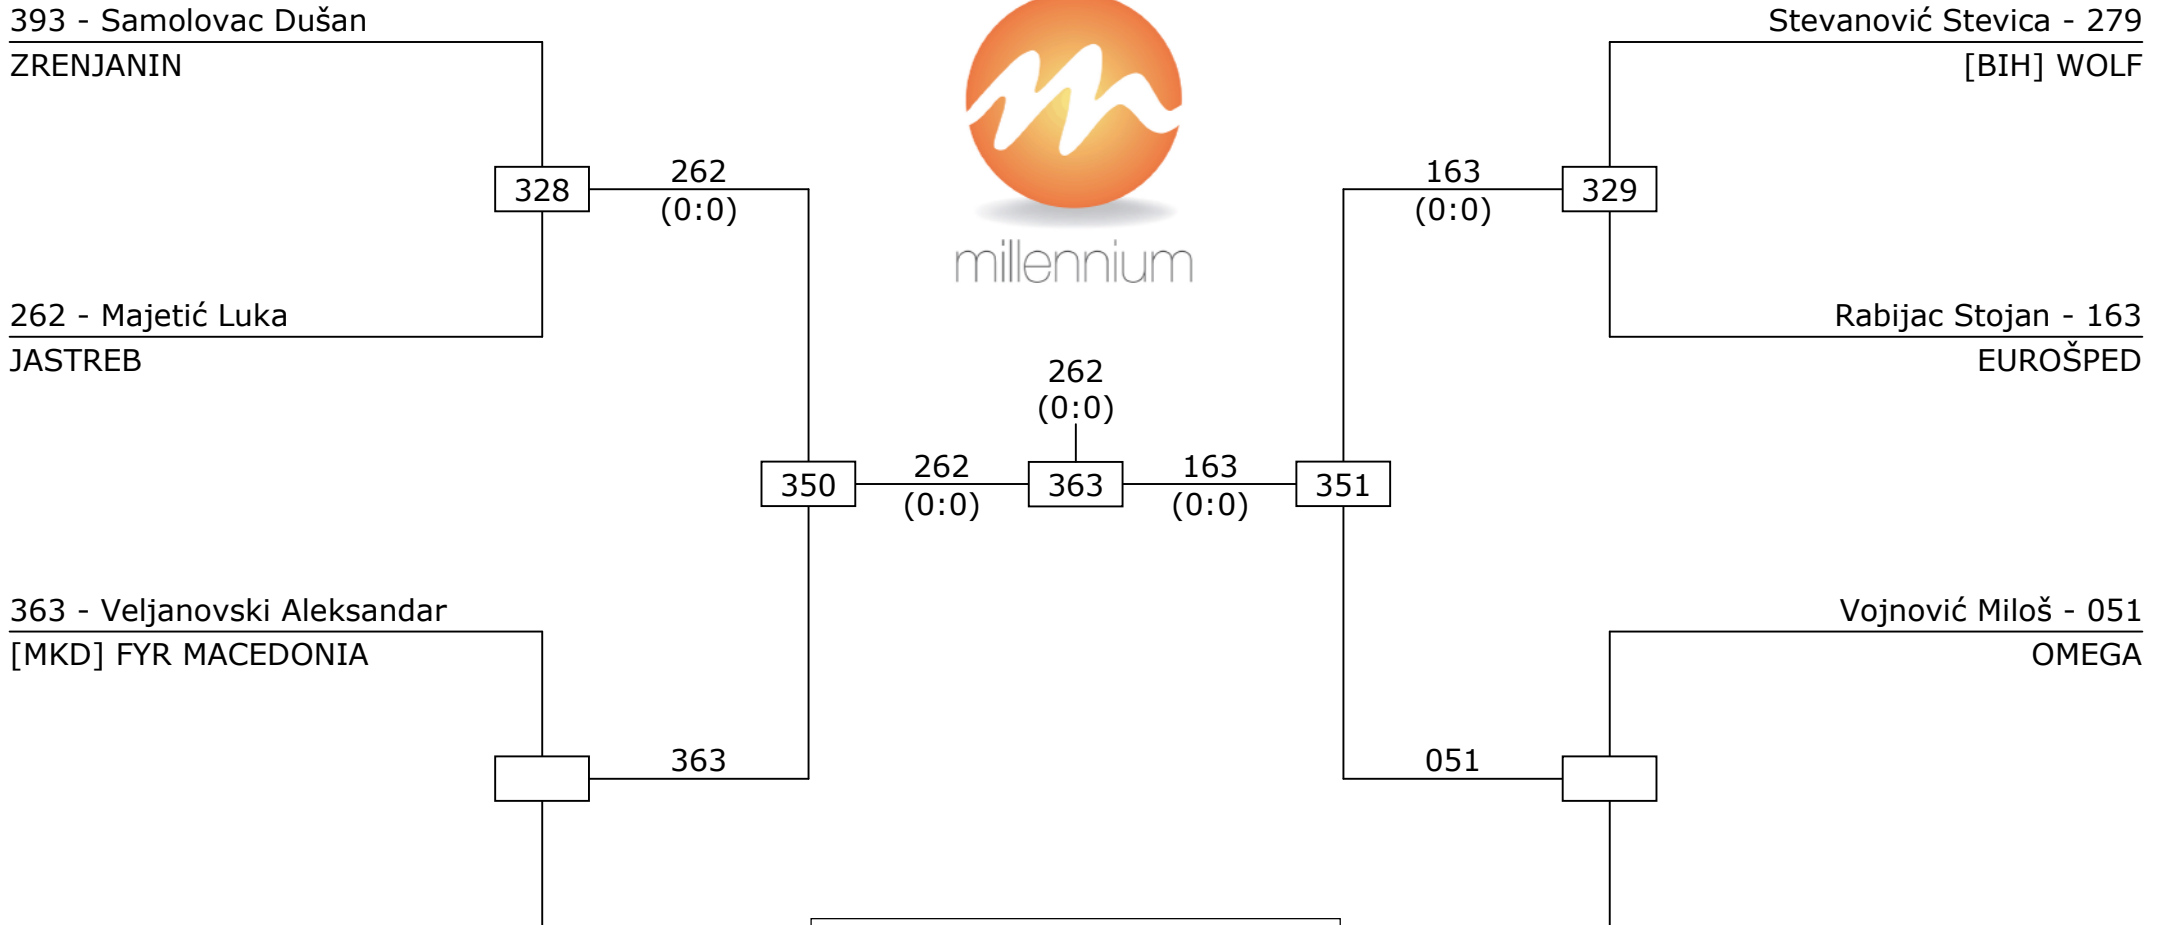 393 - Samolovac Dušan
ZRENJANIN
Stevanović Stevica - 279
[BIH] WOLF
328
262
(0:0)
millennium
163
(0:0)
329
262 - Majetić Luka
JASTREB
Rabijac Stojan - 163
EUROŠPED
262
(0:0)
350
262
(0:0)
363
163
(0:0)
351
363 - Veljanovski Aleksandar
[MKD] FYR MACEDONIA
Vojnović Miloš - 051
OMEGA
363
051